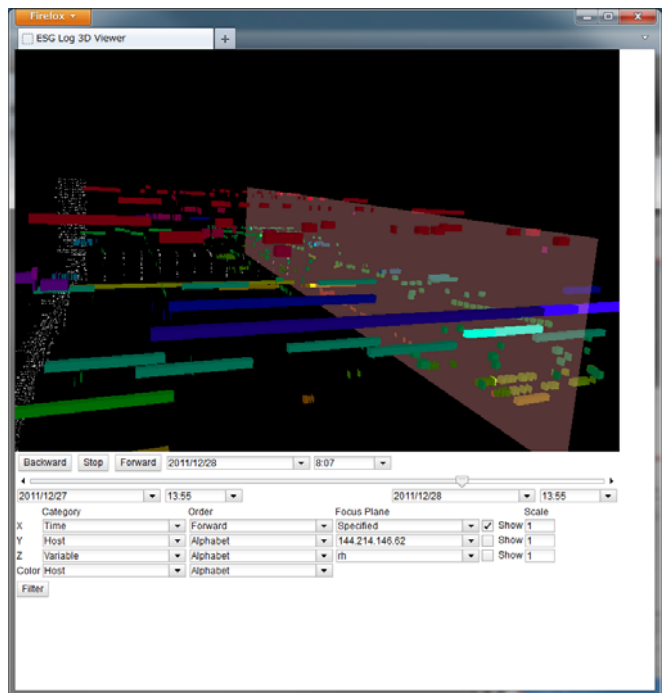 Firefox
ESG Log 3D Viewer
Backward Stop Forward 2011/12/28 8:07
2011/12/27 13:55 2011/12/28 13:55
Category Order Focus Plane Scale
X Time Forward Specified Show 1
Y Host Alphabet 144.214.146.62 Show 1
Z Variable Alphabet rh Show 1
Color Host Alphabet
Filter